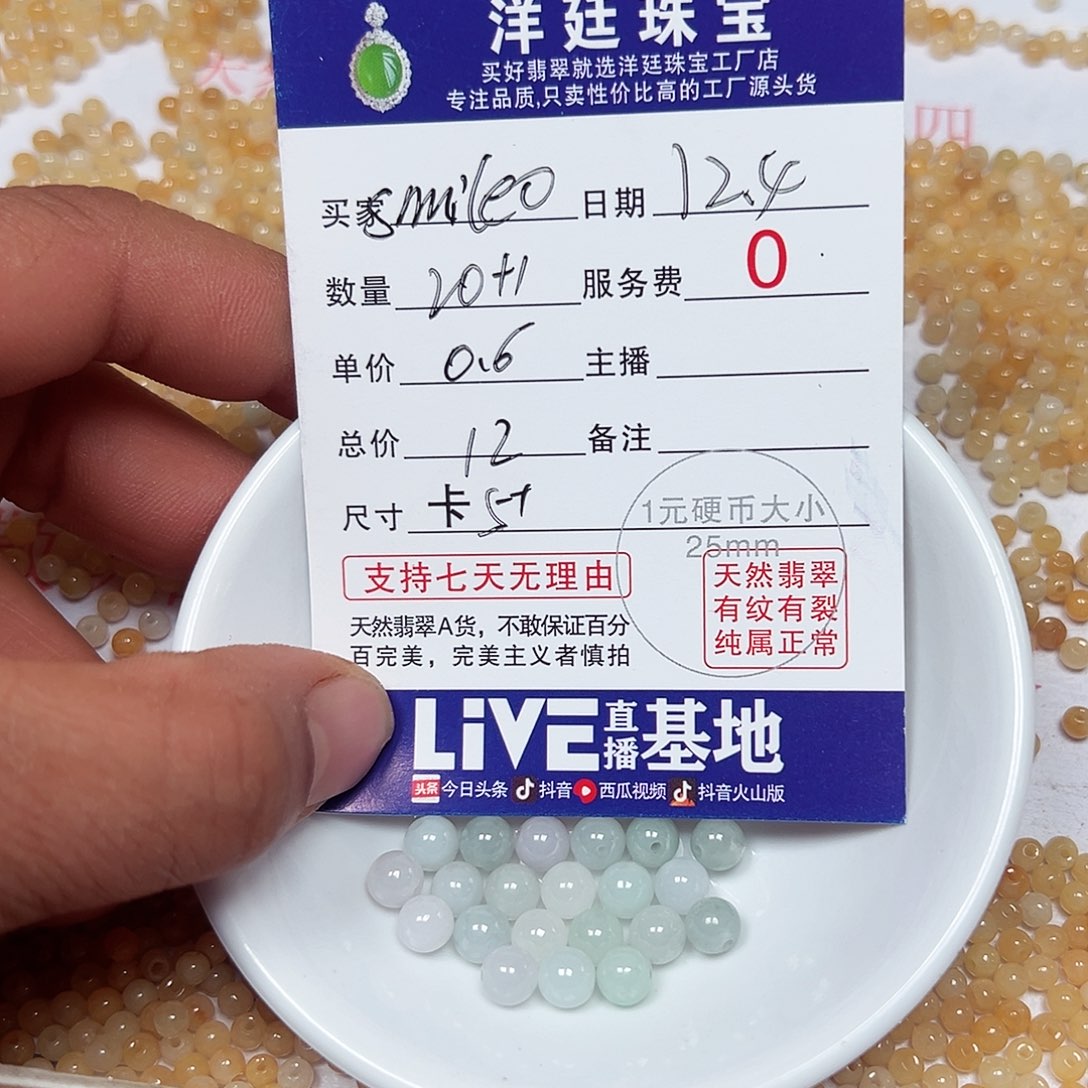 洋廷珠宝
买好翡翠就选洋廷珠宝工厂店
专注品质,只卖性价比高的工厂源头货
买家 smileo 日期 12.4
数量 20+1 服务费 0
单价 0.6 主播
总价 12 备注
尺寸 卡5+
1元硬币大小
25mm
支持七天无理由
天然翡翠A货，不敢保证百分
百完美，完美主义者慎拍
天然翡翠
有纹有裂
纯属正常
LiVE直播基地
头条 今日头条 抖音 西瓜视频 抖音火山版
四